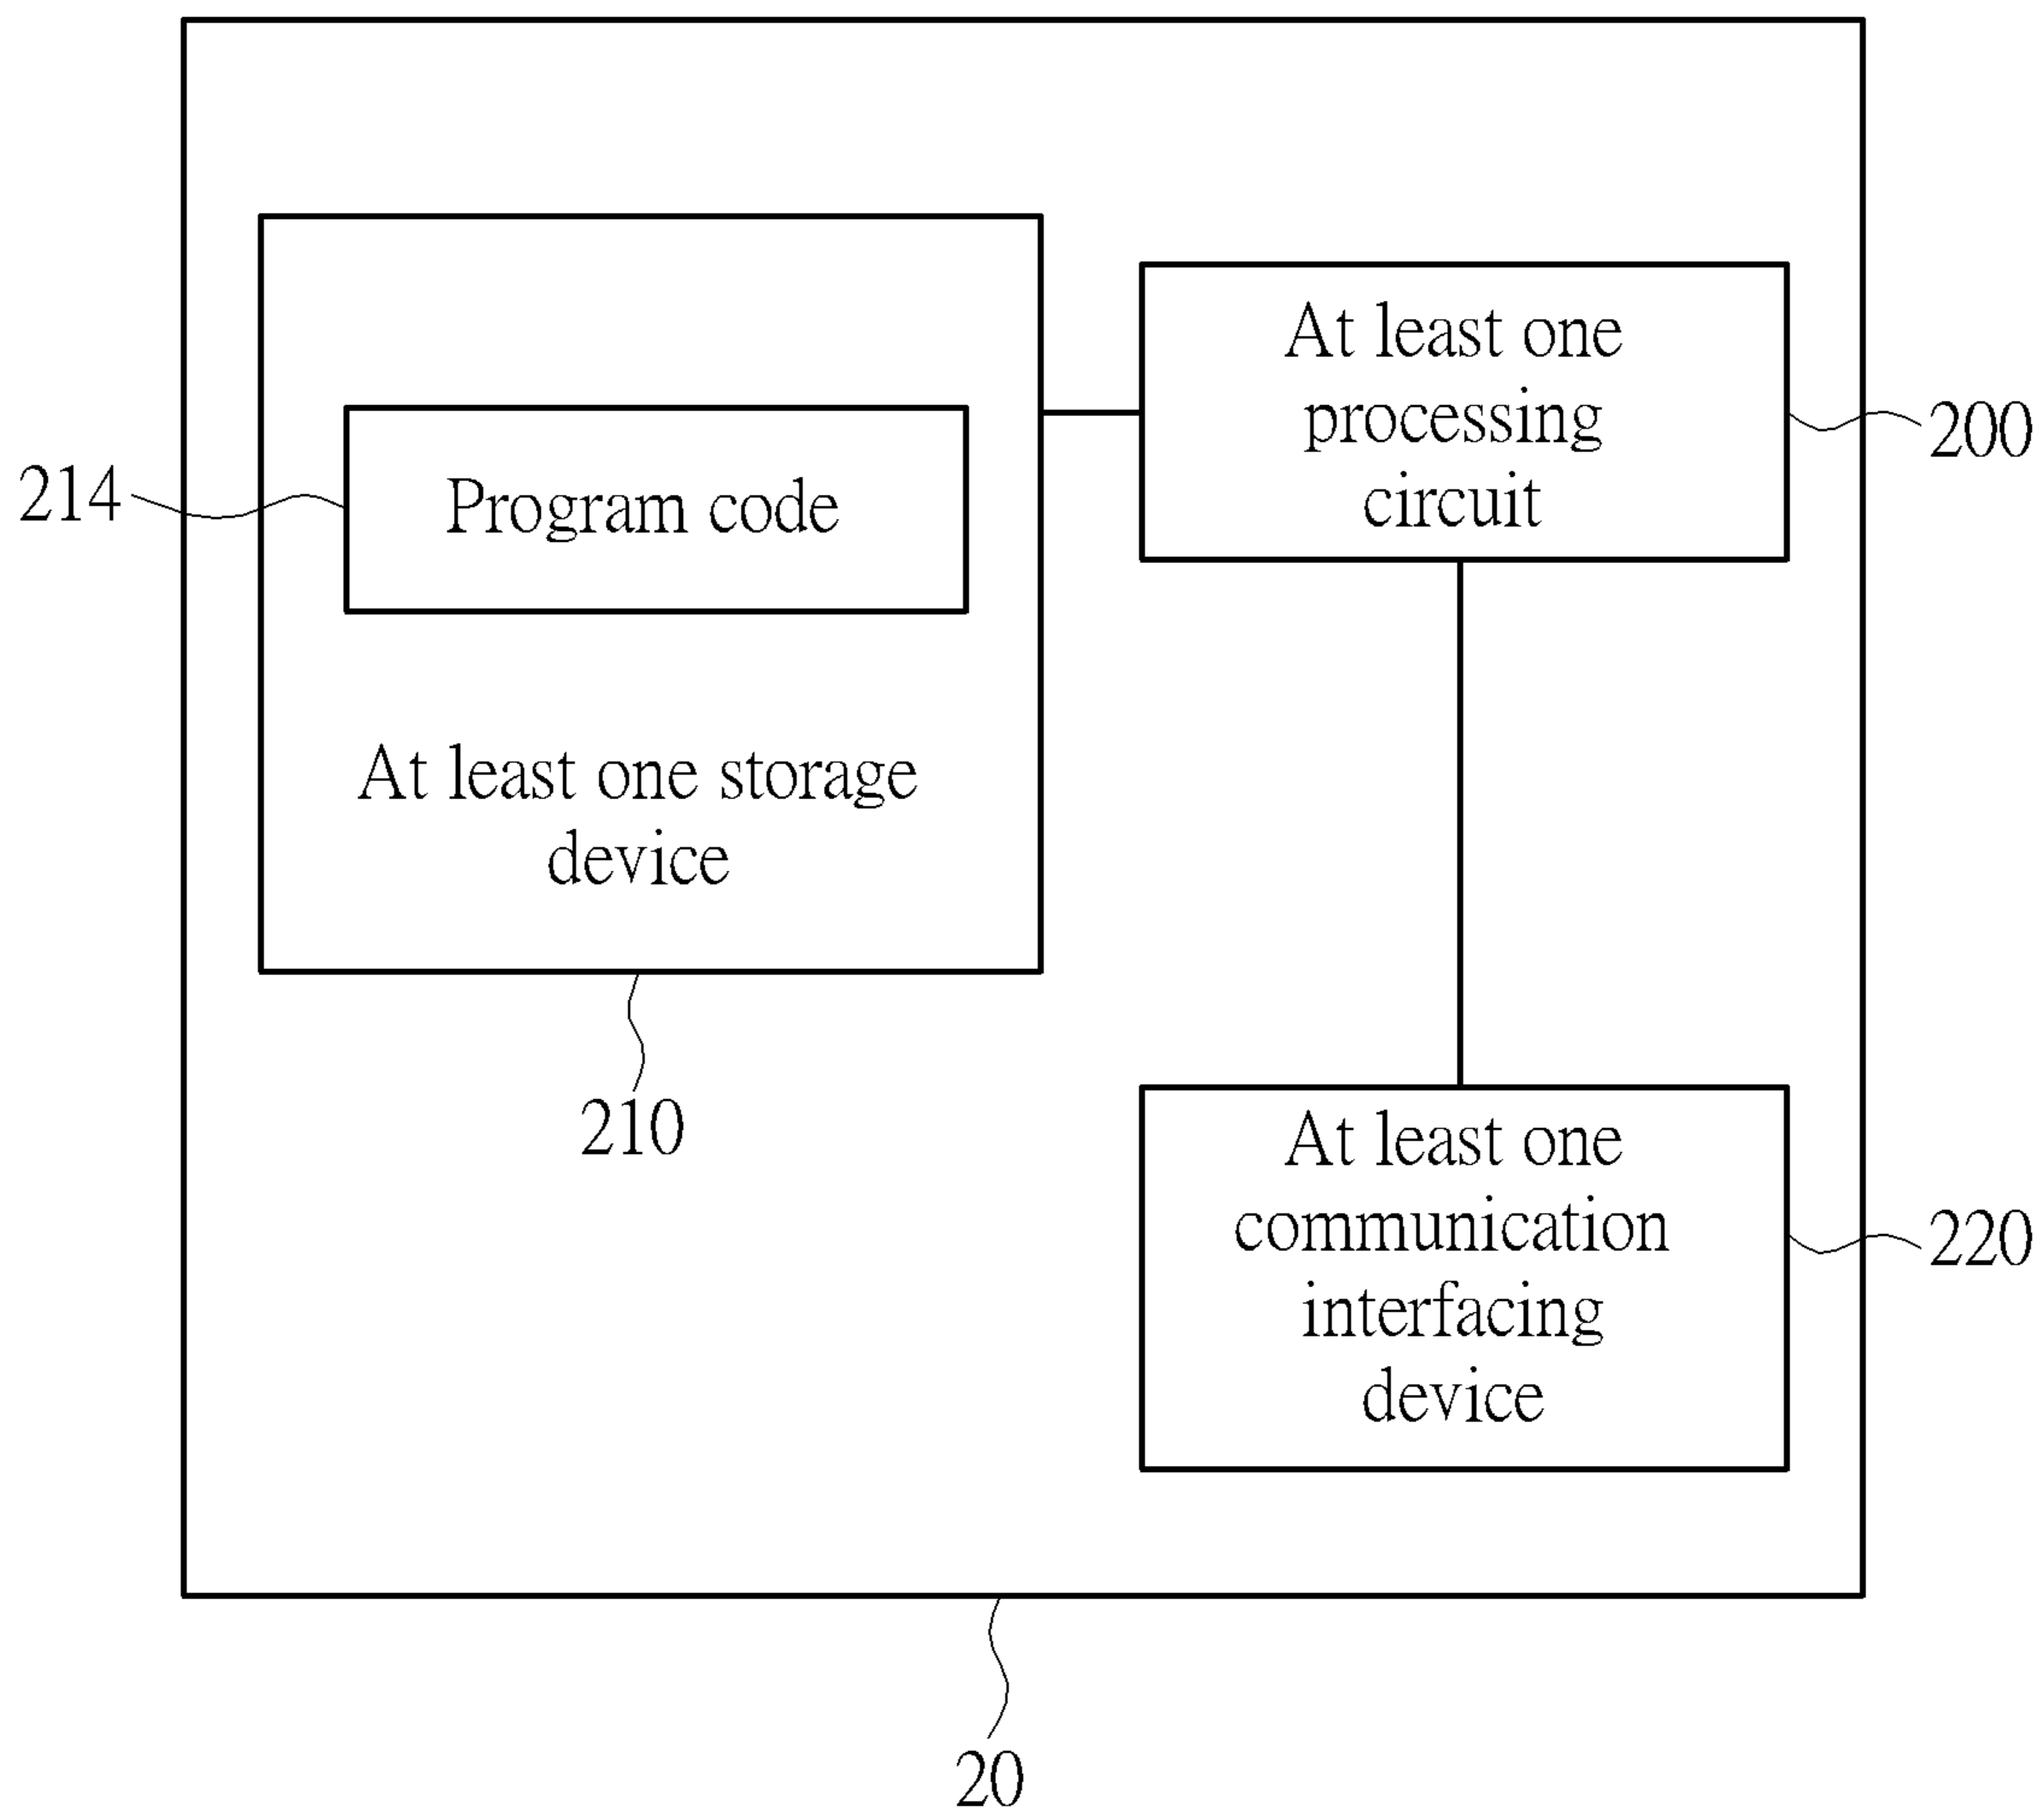 At least one
processing
circuit
200
214
Program code
At least one storage
device
210
At least one
communication
interfacing
device
220
20